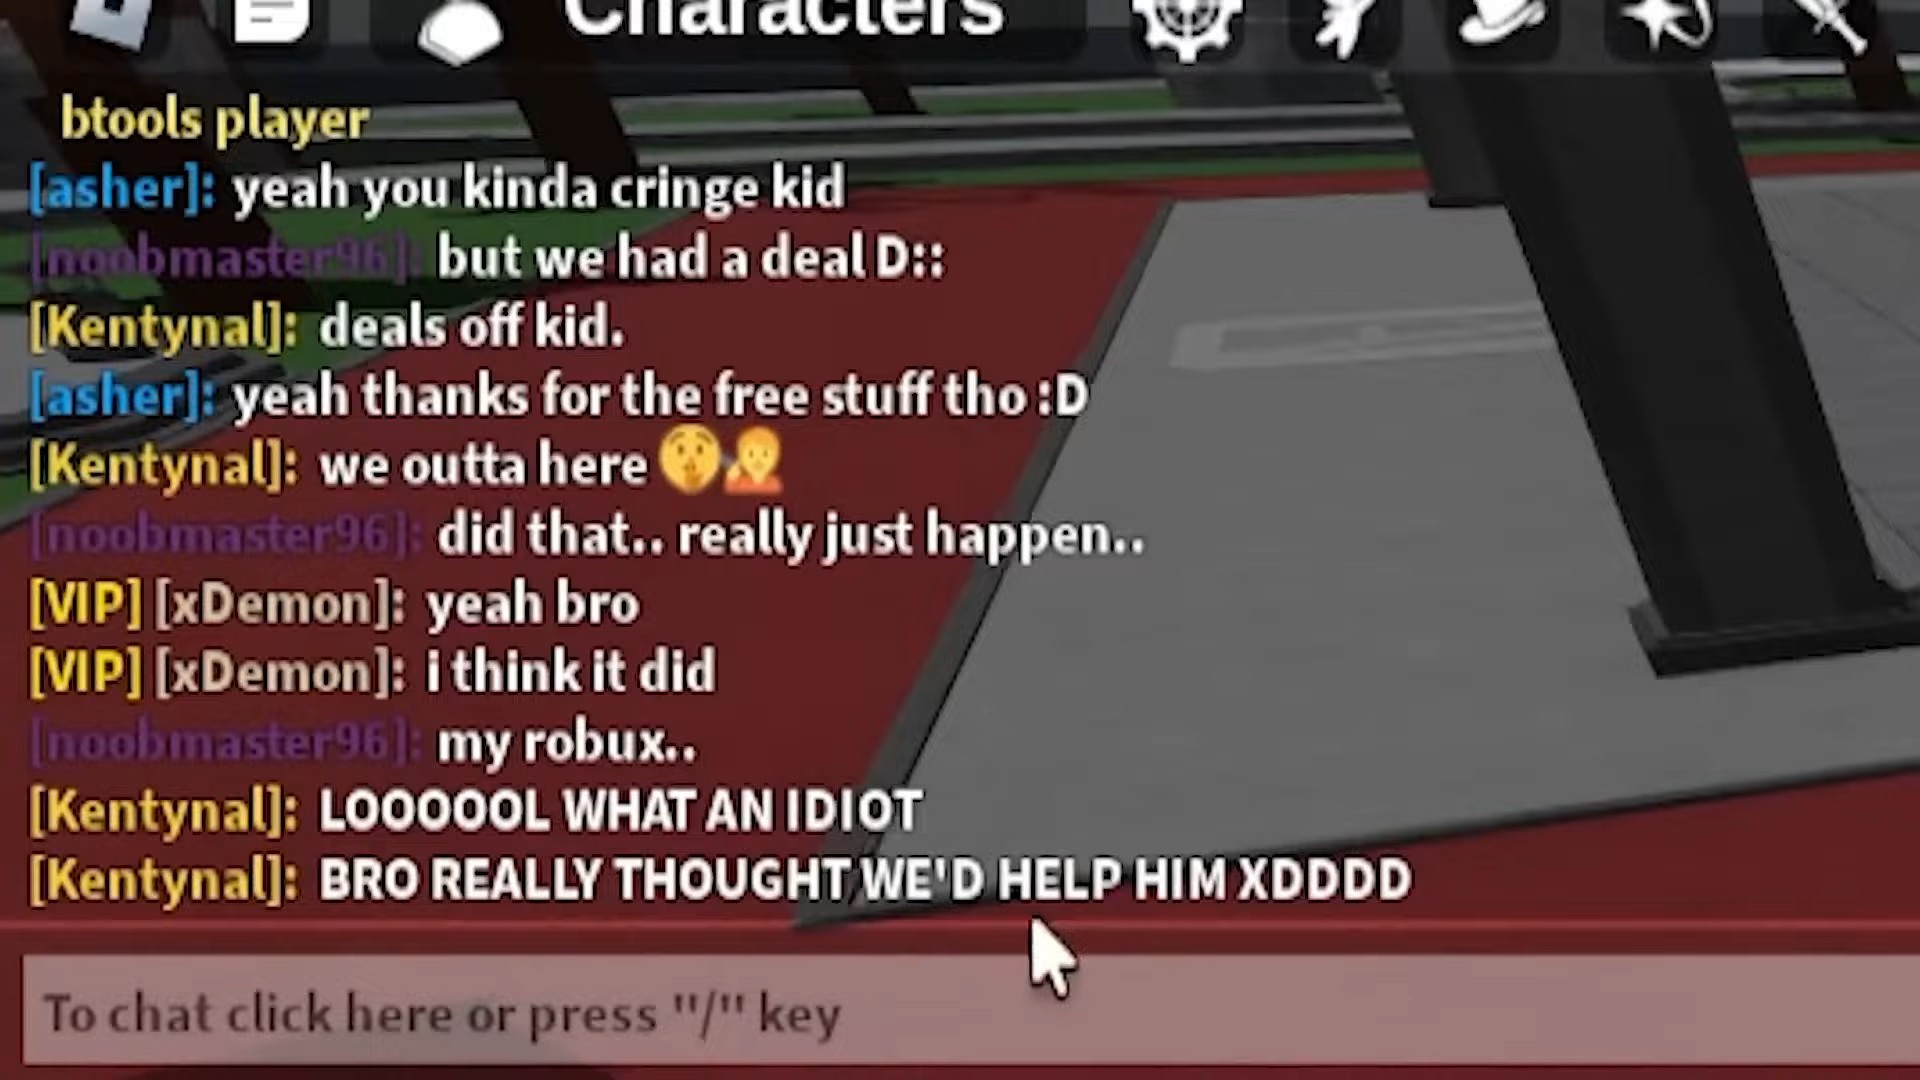 Characters
btools player
[asher]: yeah you kinda cringe kid
[noobmaster96]: but we had a deal D::
[Kentynal]: deals off kid.
[asher]: yeah thanks for the free stuff tho :D
[Kentynal]: we outta here 🤫🧏
[noobmaster96]: did that.. really just happen..
[VIP] [xDemon]: yeah bro
[VIP] [xDemon]: i think it did
[noobmaster96]: my robux..
[Kentynal]: LOOOOOL WHAT AN IDIOT
[Kentynal]: BRO REALLY THOUGHT WE'D HELP HIM XDDDD
To chat click here or press "/" key